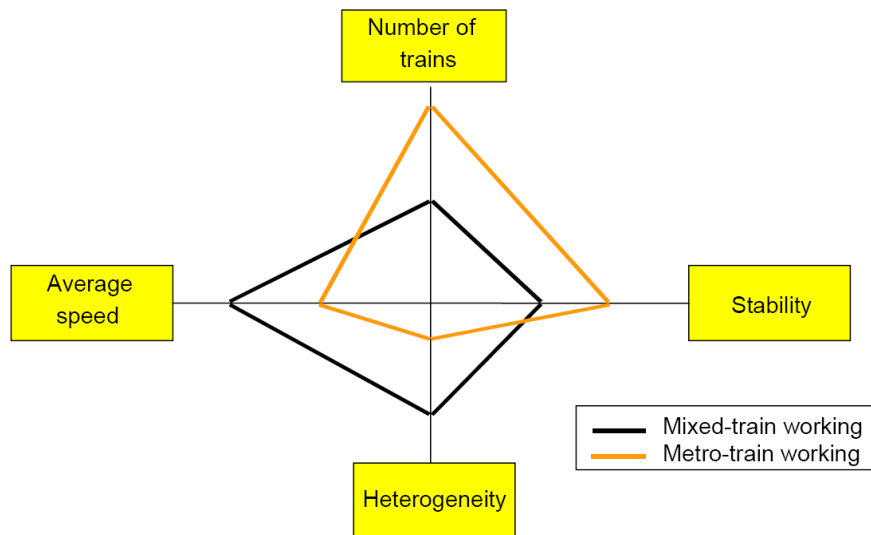 Number of
trains
Average
speed
Stability
Heterogeneity
Mixed-train working
Metro-train working